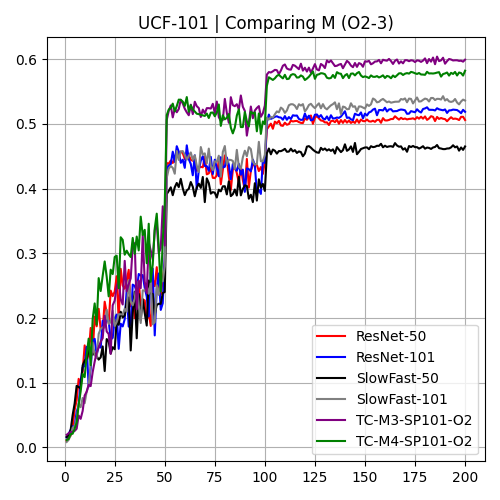 UCF-101 | Comparing M (O2-3)
0.6
0.5
0.4
0.3
0.2
0.1
0.0
ResNet-50
ResNet-101
SlowFast-50
SlowFast-101
TC-M3-SP101-O2
TC-M4-SP101-O2
0 25 50 75 100 125 150 175 200